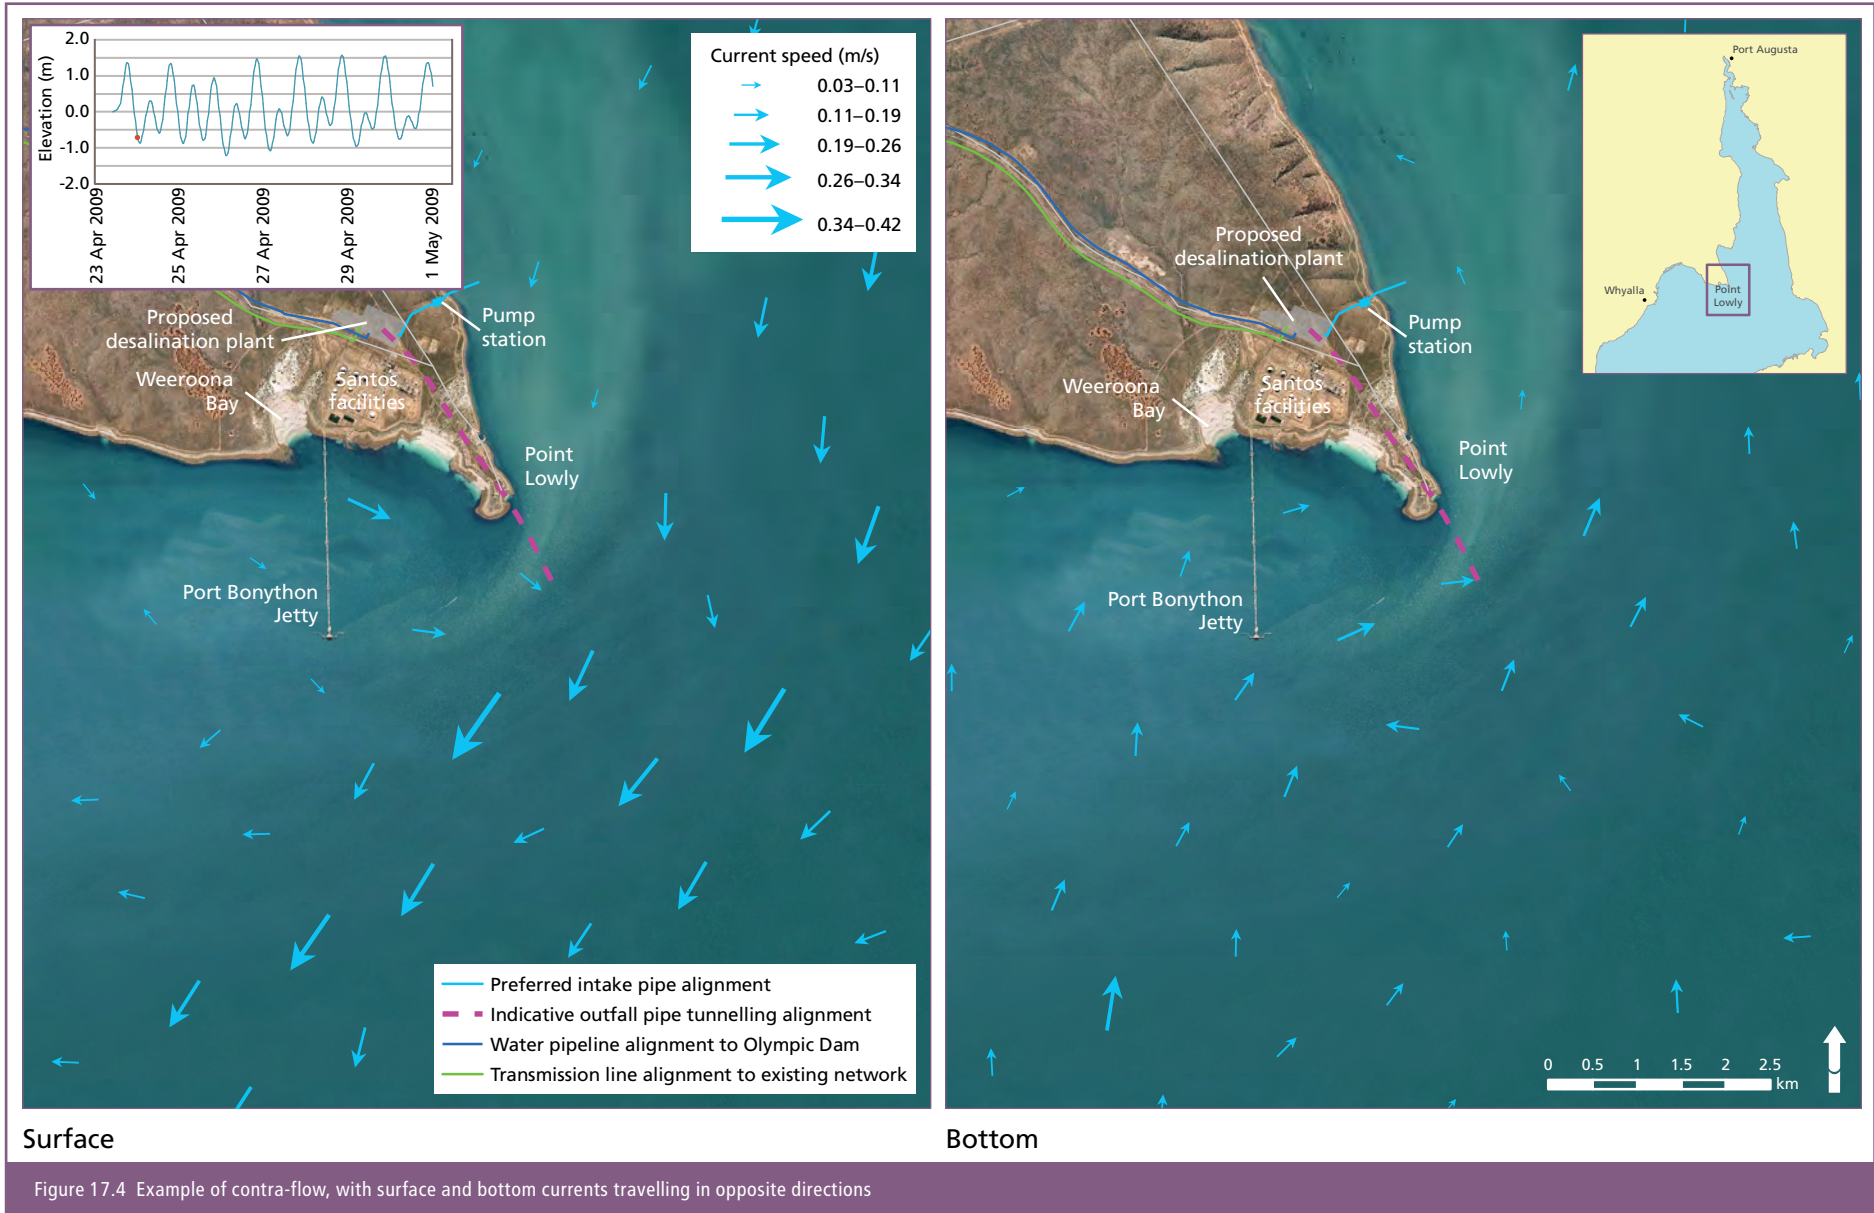 2.0
1.0
0.0
-1.0
-2.0
Elevation (m)
23 Apr 2009
25 Apr 2009
27 Apr 2009
29 Apr 2009
1 May 2009
Current speed (m/s)
0.03–0.11
0.11–0.19
0.19–0.26
0.26–0.34
0.34–0.42
Proposed
desalination plant
Pump
station
Weeroona
Bay
Santos
facilities
Point
Lowly
Port Bonython
Jetty
Preferred intake pipe alignment
Indicative outfall pipe tunnelling alignment
Water pipeline alignment to Olympic Dam
Transmission line alignment to existing network
Surface
Port Augusta
Whyalla
Point
Lowly
Proposed
desalination plant
Pump
station
Weeroona
Bay
Santos
facilities
Point
Lowly
Port Bonython
Jetty
0 0.5 1 1.5 2 2.5
km
Bottom
Figure 17.4 Example of contra-flow, with surface and bottom currents travelling in opposite directions